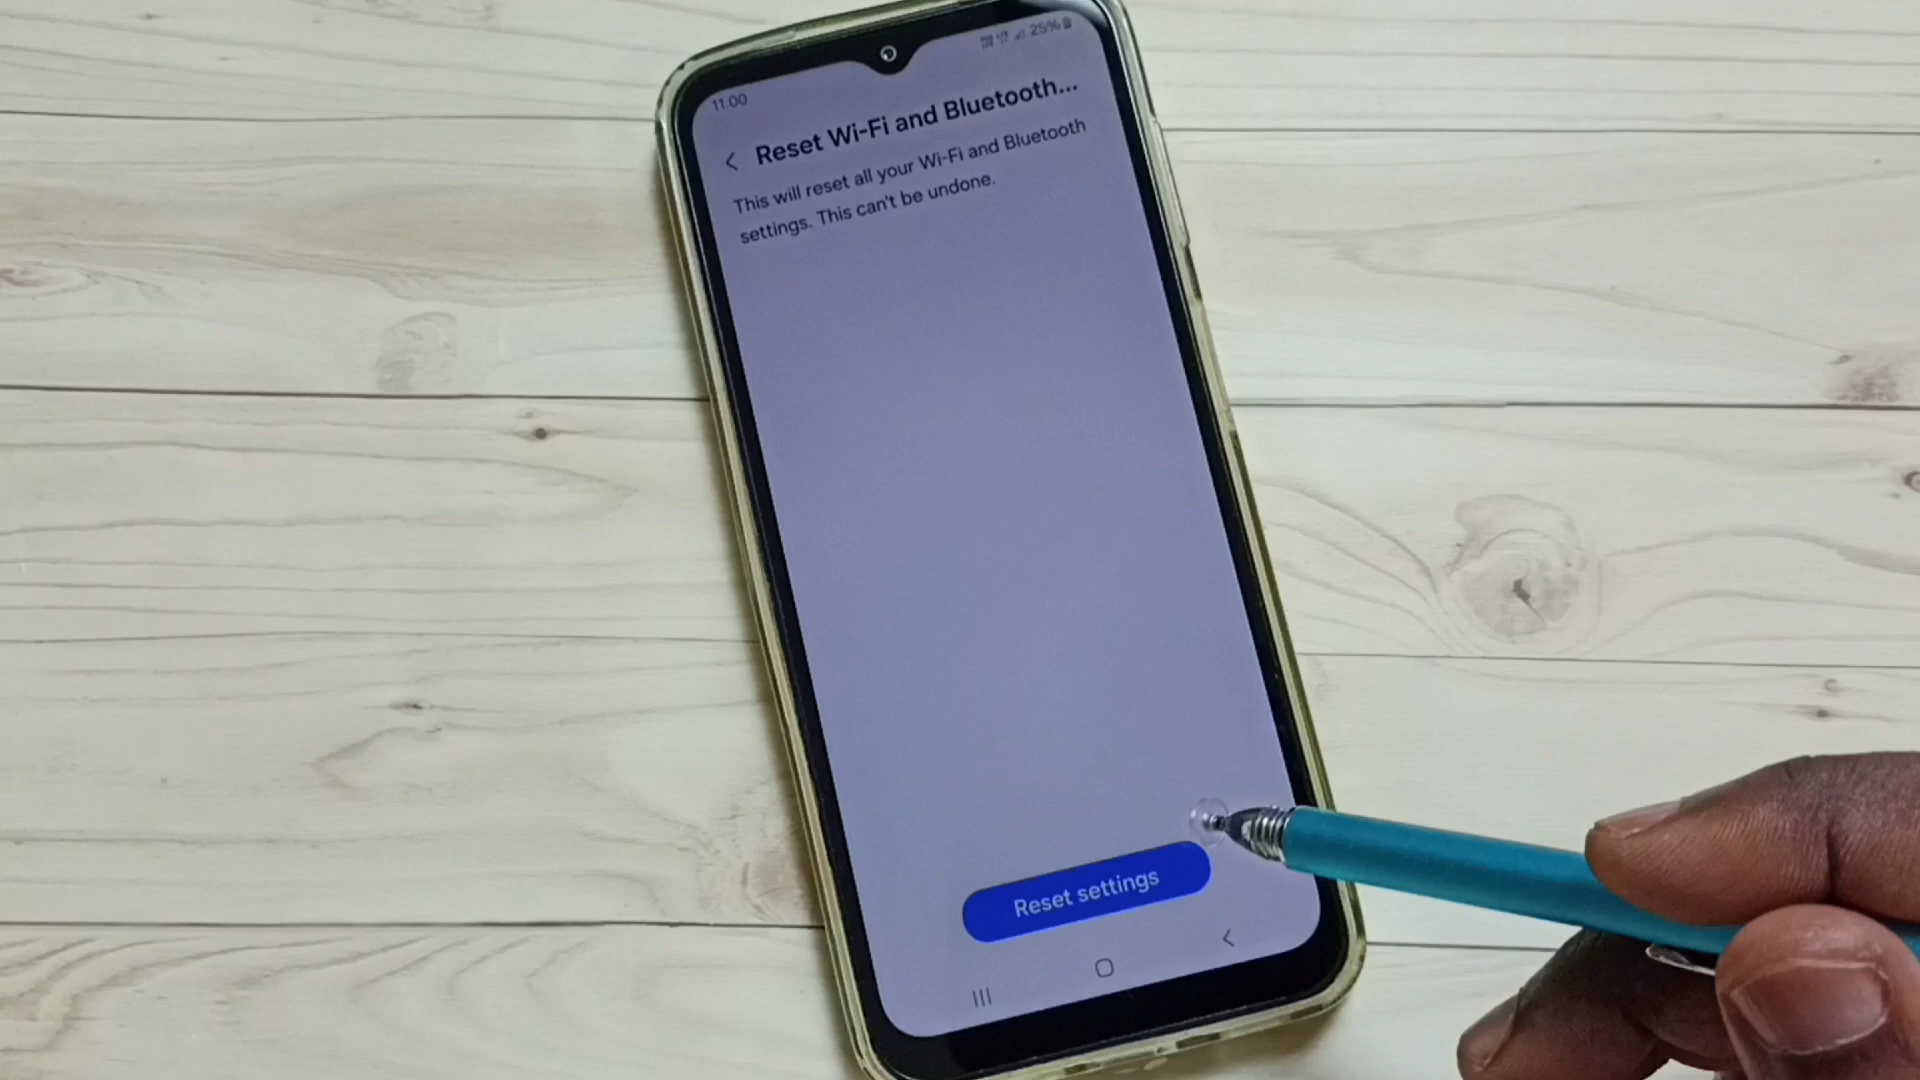 11:00
25%
Reset Wi-Fi and Bluetooth...
This will reset all your Wi-Fi and Bluetooth
settings. This can't be undone.
Reset settings